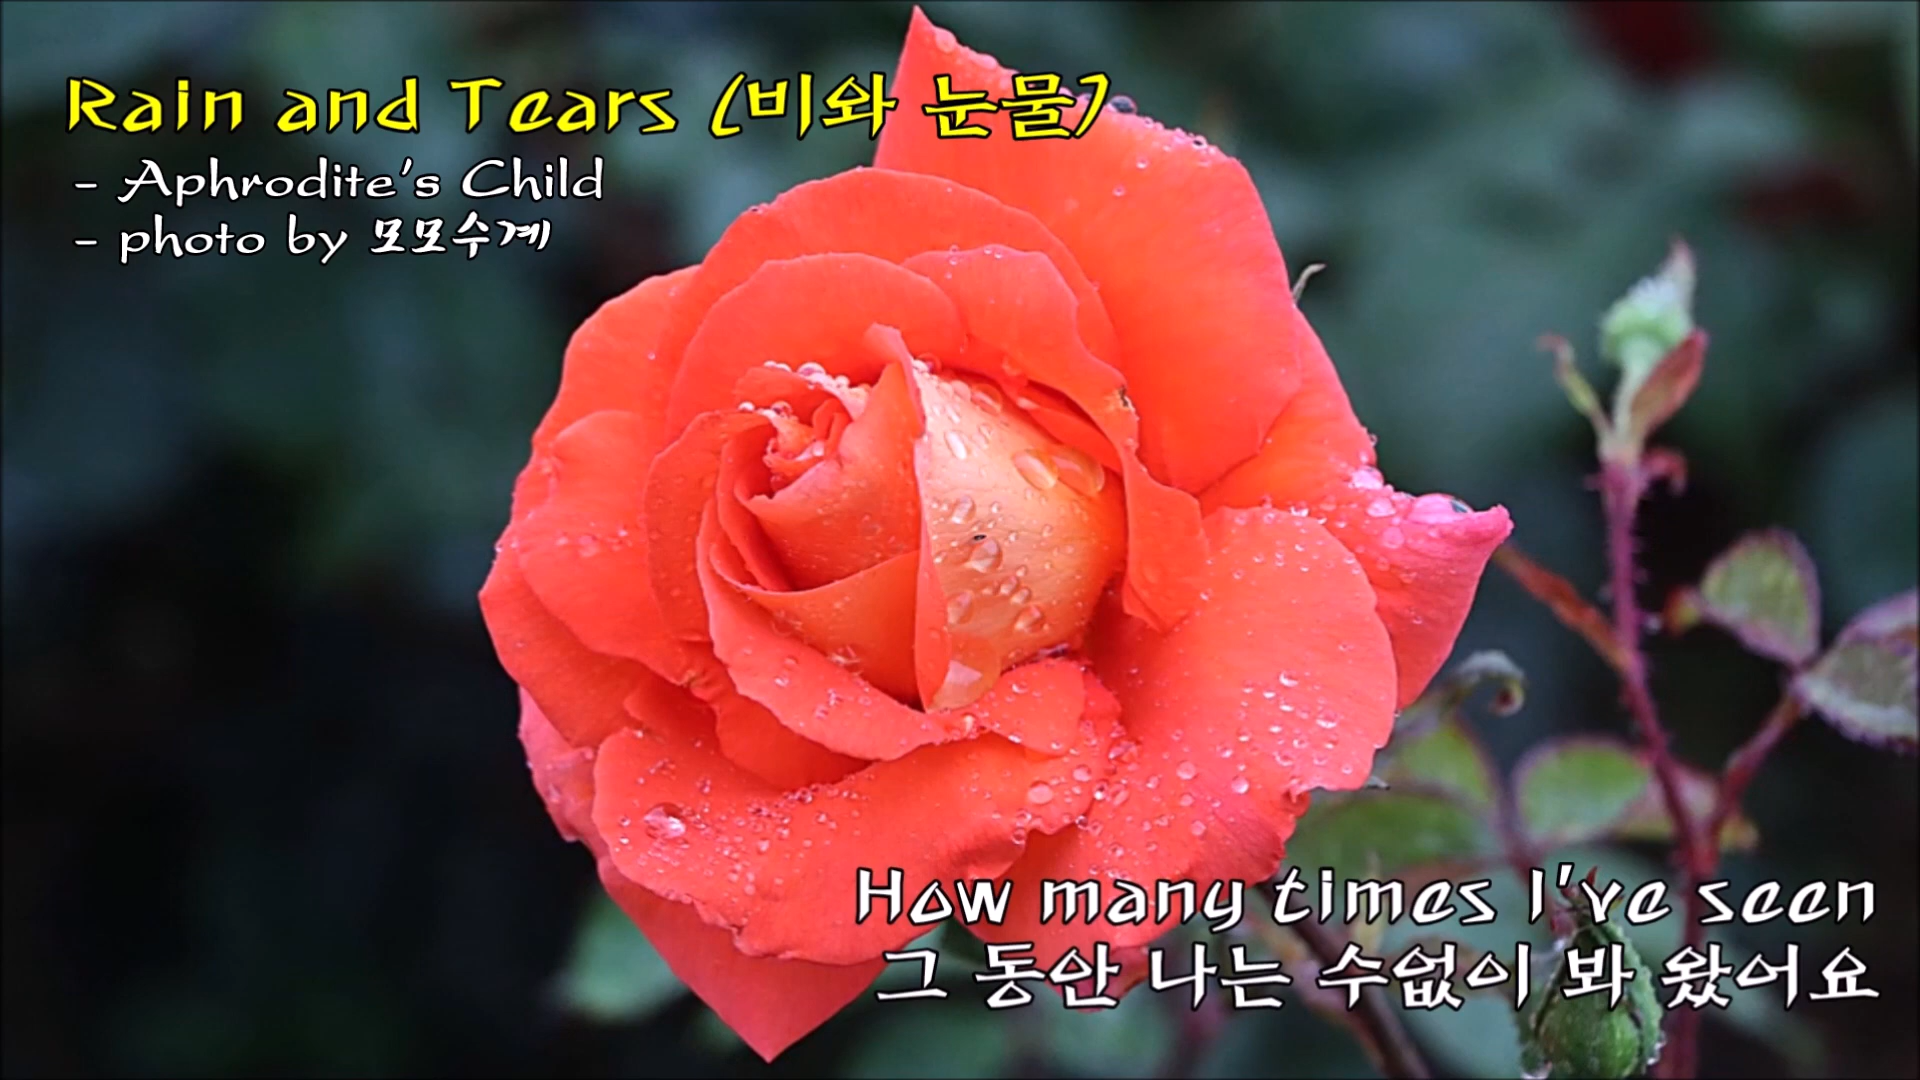 Rain and Tears (비와 눈물)
- Aphrodite's Child
- photo by 모모수계
How many times I've seen
그 동안 나는 수없이 봐 왔어요